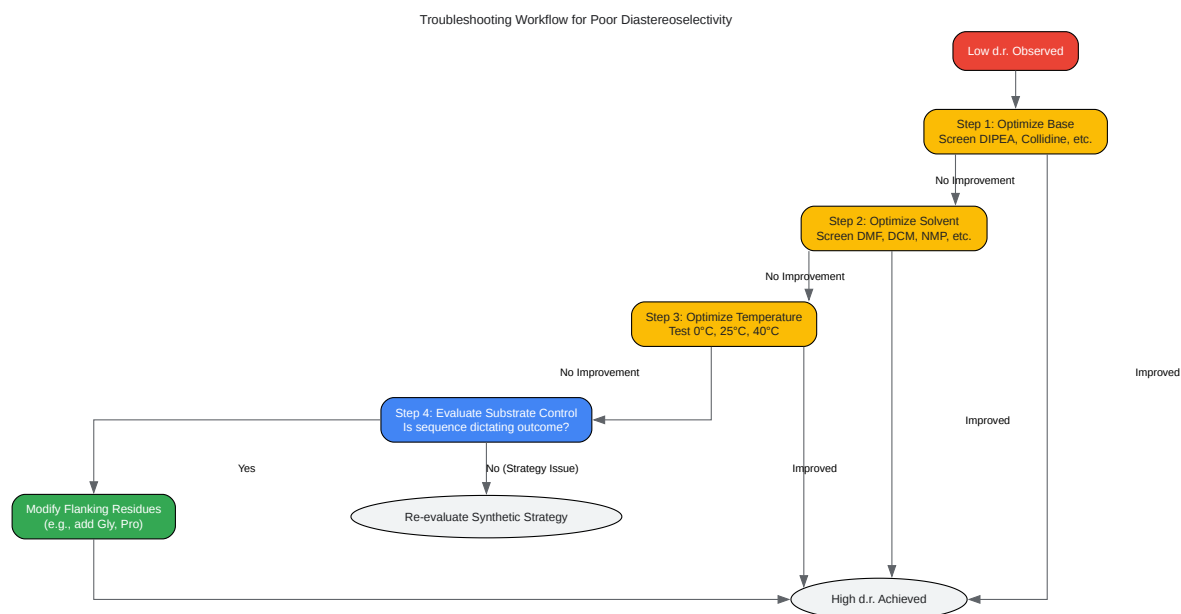 Troubleshooting Workflow for Poor Diastereoselectivity
Low d.r. Observed
Step 1: Optimize Base
Screen DIPEA, Collidine, etc.
No Improvement
Step 2: Optimize Solvent
Screen DMF, DCM, NMP, etc.
No Improvement
Step 3: Optimize Temperature
Test 0°C, 25°C, 40°C
No Improvement
Improved
Step 4: Evaluate Substrate Control
Is sequence dictating outcome?
Improved
Yes
No (Strategy Issue)
Improved
Modify Flanking Residues
(e.g., add Gly, Pro)
Re-evaluate Synthetic Strategy
High d.r. Achieved